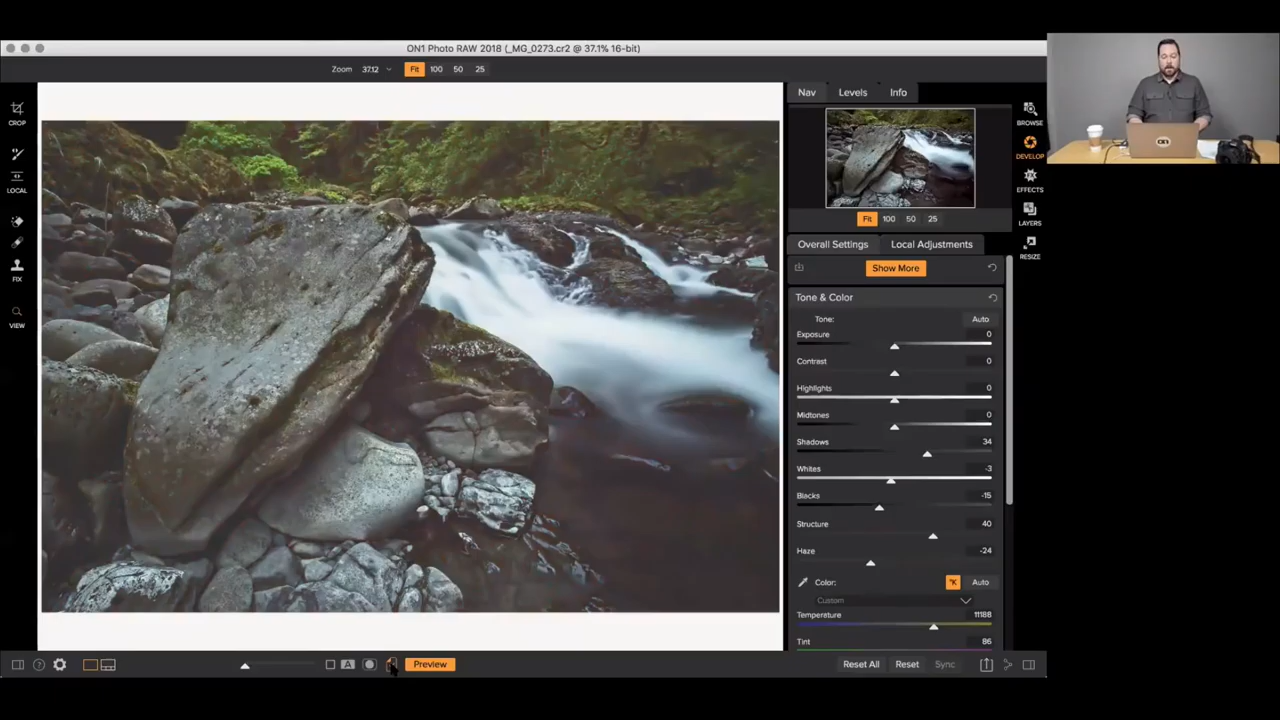 ON1 Photo RAW 2018 (_MG_0273.cr2 @ 37.1% 16-bit)
Zoom 37.12 Fit 100 50 25
Nav Levels Info
CROP
LOCAL
FIX
VIEW
Fit 100 50 25
BROWSE
DEVELOP
EFFECTS
LAYERS
RESIZE
Overall Settings Local Adjustments
Show More
Tone & Color
Tone: Auto
Exposure 0
Contrast 0
Highlights 0
Midtones 0
Shadows 34
Whites -3
Blacks -15
Structure 40
Haze -24
Color: °K Auto
Custom
Temperature 11188
Tint 86
? A Preview Reset All Reset Sync
ON1